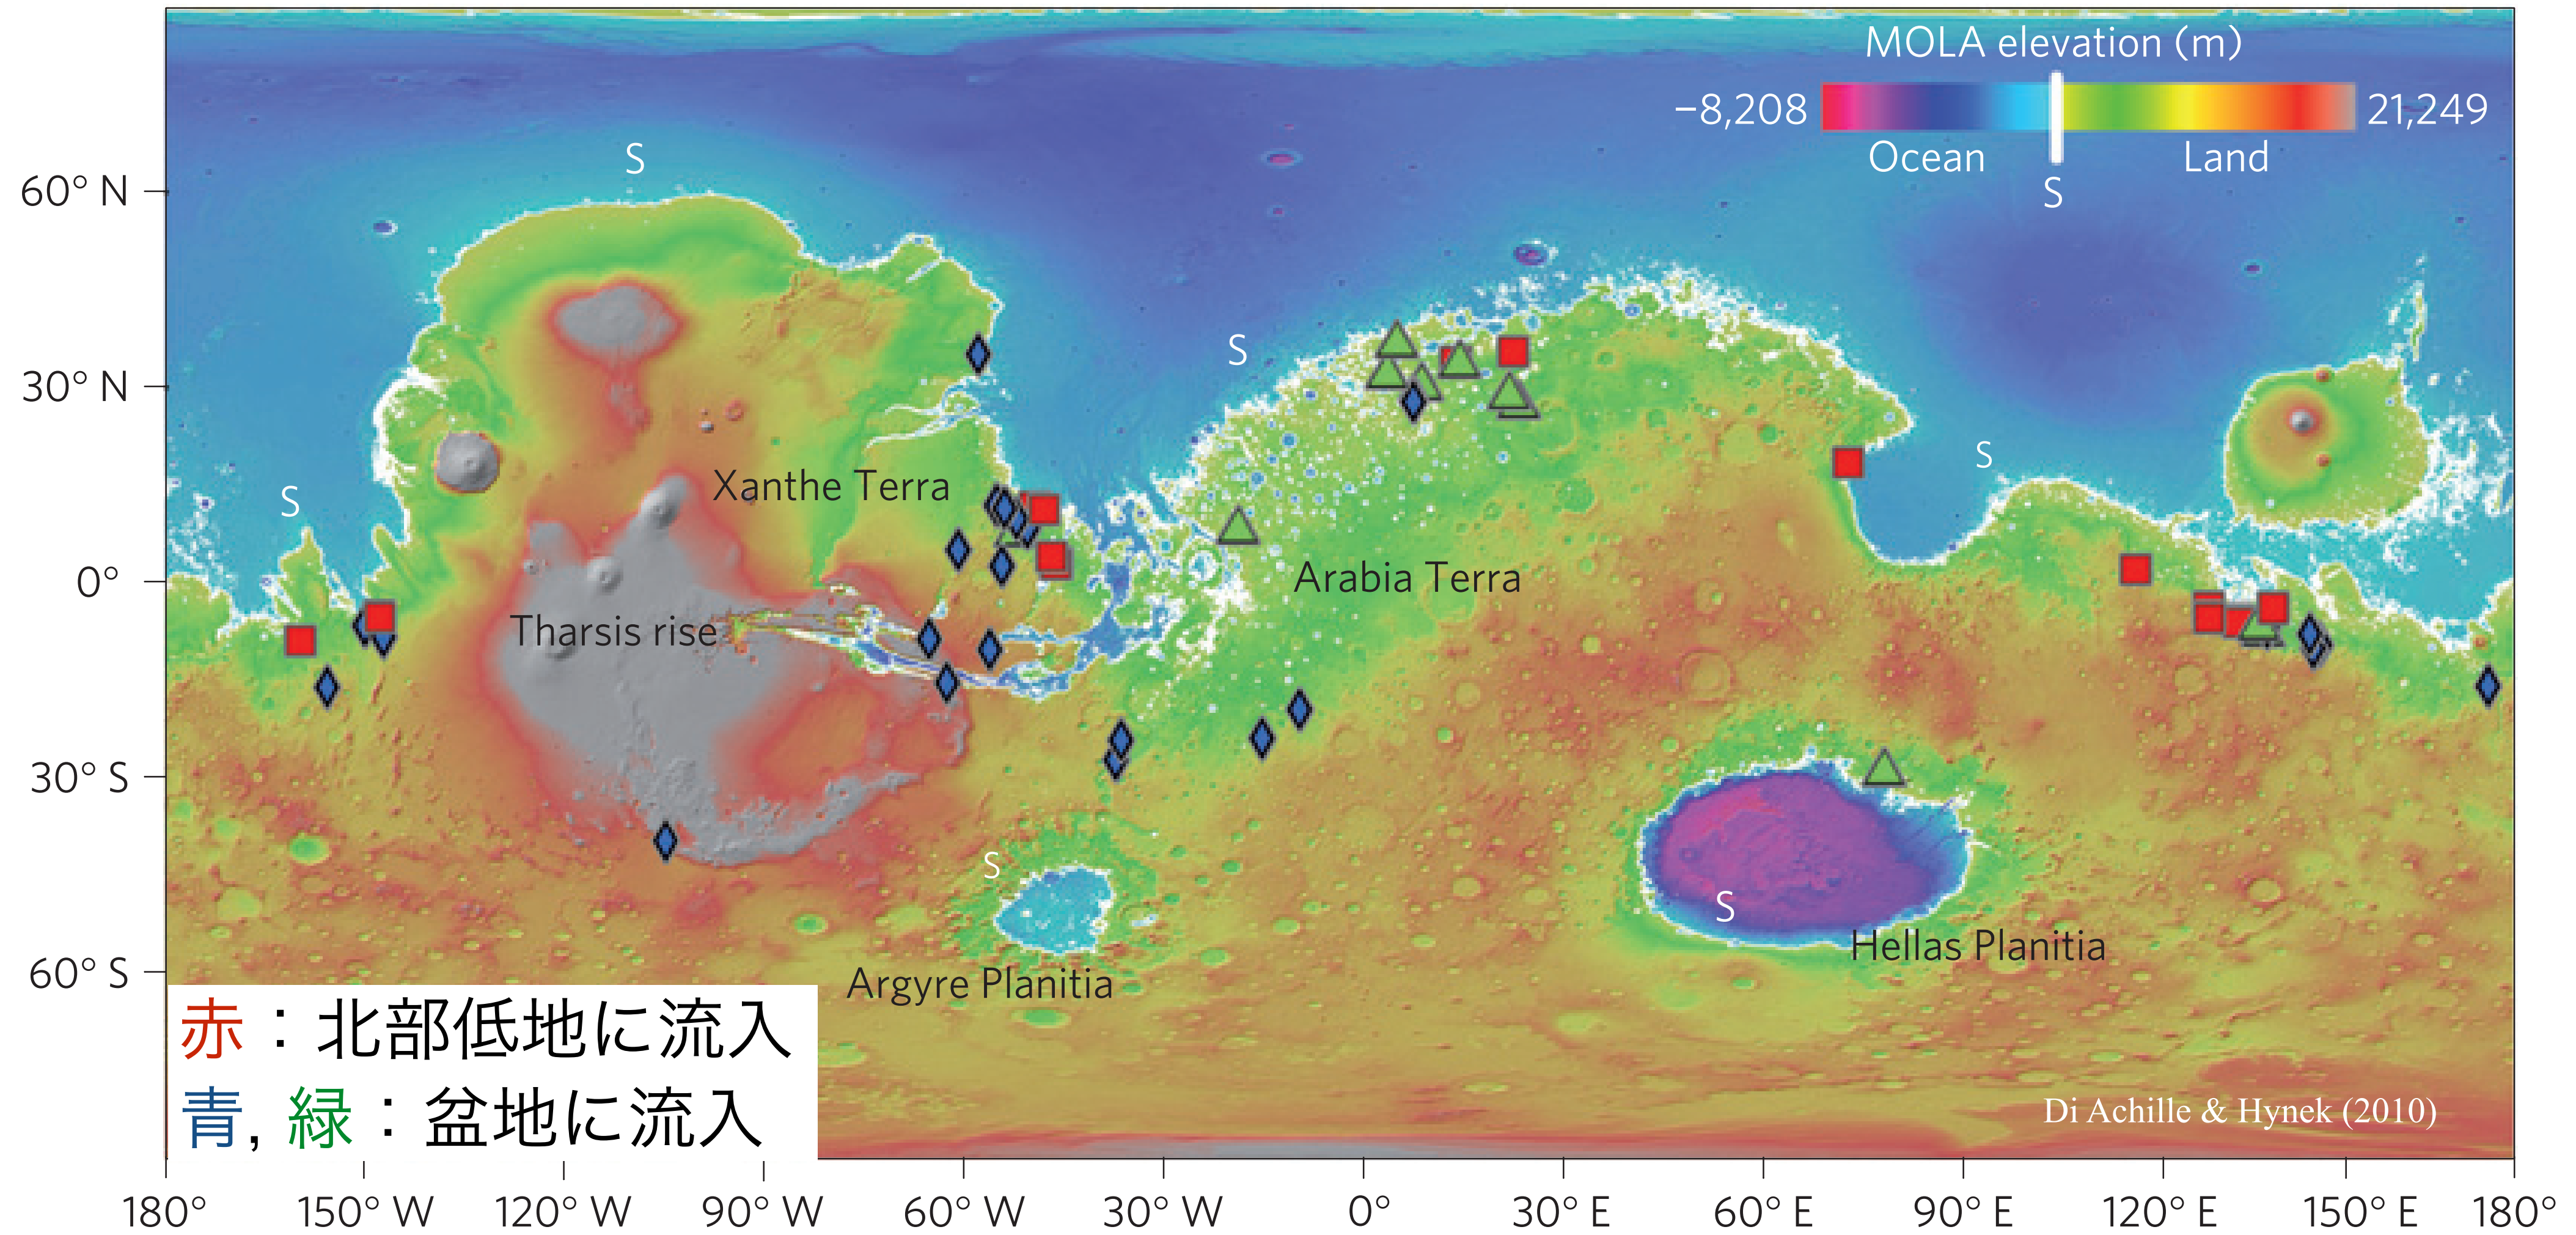 MOLA elevation (m)
−8,208 21,249
Ocean Land
S
S
60° N
S
30° N
S
S
Xanthe Terra
S
0°
Arabia Terra
Tharsis rise
30° S
S
S
Hellas Planitia
60° S
Argyre Planitia
赤：北部低地に流入
青, 緑：盆地に流入
Di Achille & Hynek (2010)
180° 150° W 120° W 90° W 60° W 30° W 0° 30° E 60° E 90° E 120° E 150° E 180°